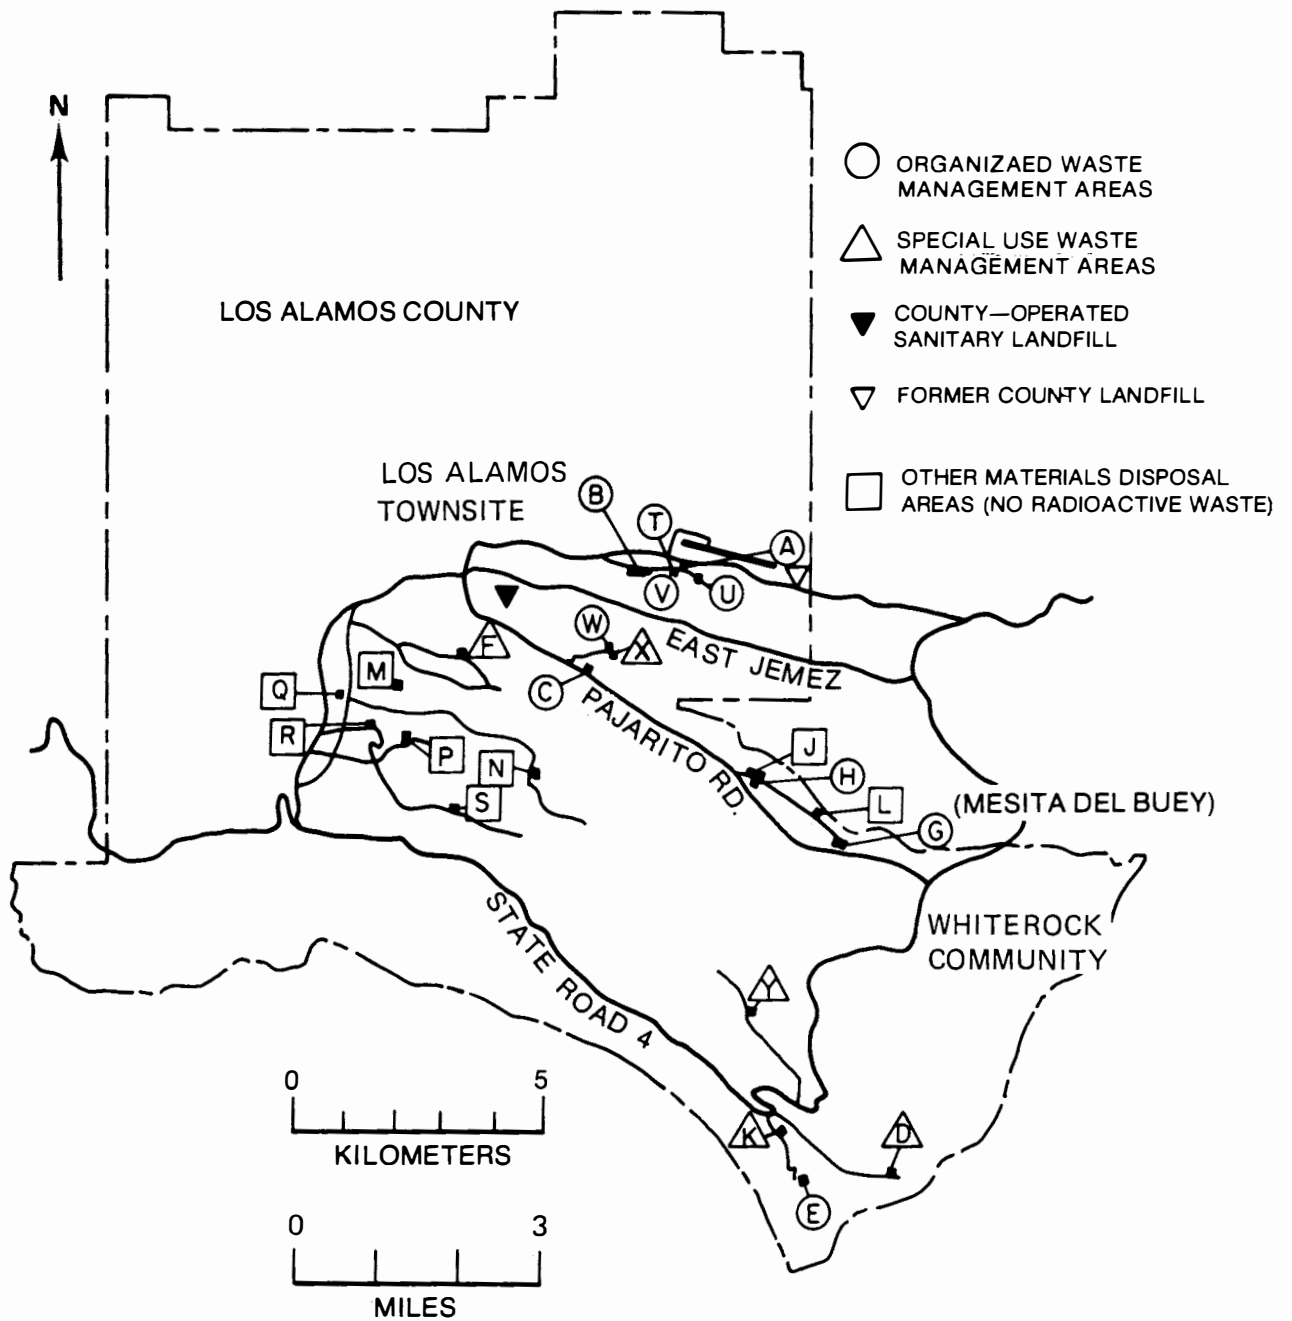 N
ORGANIZAED WASTE
MANAGEMENT AREAS
SPECIAL USE WASTE
MANAGEMENT AREAS
COUNTY—OPERATED
SANITARY LANDFILL
FORMER COUNTY LANDFILL
OTHER MATERIALS DISPOSAL
AREAS (NO RADIOACTIVE WASTE)
LOS ALAMOS COUNTY
LOS ALAMOS
TOWNSITE
B
T
A
V
U
W
X
F
EAST JEMEZ
M
Q
C
PAJARITO RD.
R
P
N
S
J
H
L
G
(MESITA DEL BUEY)
STATE ROAD 4
WHITEROCK
COMMUNITY
Y
K
D
E
0 5
KILOMETERS
0 3
MILES